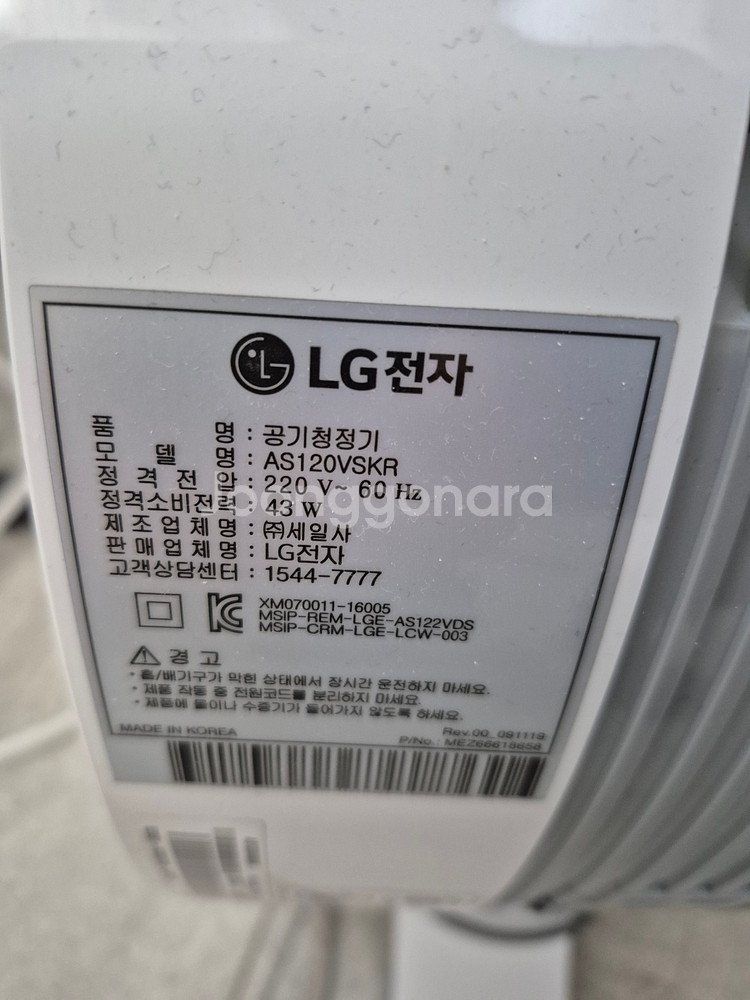 LG전자
품 명 : 공기청정기
모 델 명 : AS120VSKR
정 격 전 압 : 220 V~ 60 Hz
정격소비전력 : 43 W
joonggonara
제 조 업 체 명 : ㈜세일사
판 매 업 체 명 : LG전자
고객상담센터 : 1544-7777
XM070011-16005
MSIP-REM-LGE-AS122VDS
MSIP-CRM-LGE-LCW-003
경 고
· 흡/배기구가 막힌 상태에서 장시간 운전하지 마세요.
· 제품 작동 중 전원코드를 분리하지 마세요.
· 제품에 물이나 수증기가 들어가지 않도록 하세요.
MADE IN KOREA
Rev.00_091119
P/No.: MEZ66618658